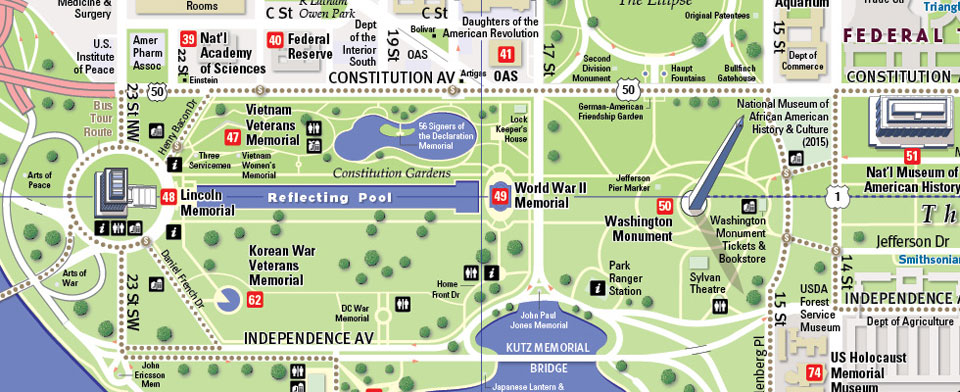 Medicine &
Surgery
Rooms
C St
R Latham
Owen Park
Dept
of the
Interior
South
C St
19St
Bolivar
OAS
Daughters of the
American Revolution
41
OAS
Artigas
17 St
The Ellipse
Original Patentees
Aquarium
15 St
Dept of
Commerce
FEDERAL
U.S.
Institute
of Peace
Amer
Pharm
Assoc
39 Nat'l
Academy
of Sciences
22 St
Einstein
40 Federal
Reserve
CONSTITUTION AV
Second
Division
Monument
Haupt
Fountains
Bullfinch
Gatehouse
CONSTITUTION
50
50
Bus
Tour
Route
23 St NW
Henry Bacon Dr
Vietnam
Veterans
47 Memorial
Three
Servicemen
Vietnam
Women's
Memorial
56 Signers of
the Declaration
Memorial
Constitution Gardens
Lock
Keeper's
House
German-American
Friendship Garden
National Museum of
African American
History & Culture
(2015)
51
Nat'l Museum of
American History
Arts of
Peace
48 Lincoln
Memorial
Reflecting Pool
49 World War II
Memorial
Jefferson
Pier Marker
50
Washington
Monument
Washington
Monument
Tickets &
Bookstore
1
Th
Jefferson Dr
Smithsonian
14 St
Arts of
War
23 St SW
Daniel French Dr
Korean War
Veterans
Memorial
62
DC War
Memorial
Home
Front Dr
Park
Ranger
Station
Sylvan
Theatre
15 St
USDA
Forest
Service
Museum
INDEPENDENCE A
Dept of Agriculture
INDEPENDENCE AV
John Paul
Jones Memorial
KUTZ MEMORIAL
BRIDGE
Japanese Lantern &
John
Ericson
Mem
enberg Pl
74
US Holocaust
Memorial
Museum